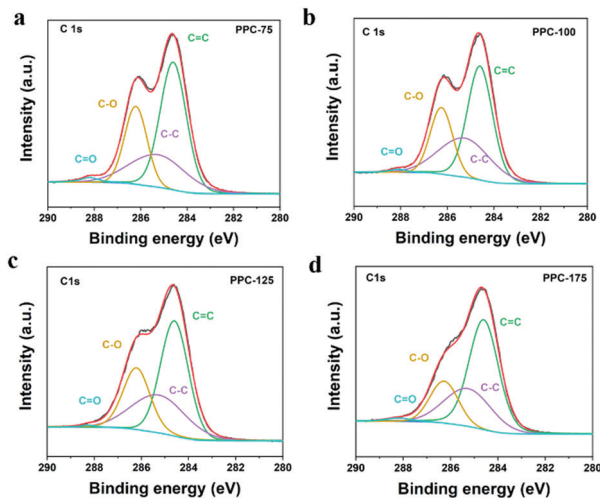 a
C 1s
PPC-75
C=C
C-O
C-C
C=O
Intensity (a.u.)
290 288 286 284 282 280
Binding energy (eV)
b
C 1s
PPC-100
C=C
C-O
C-C
C=O
Intensity (a.u.)
290 288 286 284 282 280
Binding energy (eV)
c
C1s
PPC-125
C=C
C-O
C-C
C=O
Intensity (a.u.)
290 288 286 284 282 280
Binding energy (eV)
d
C1s
PPC-175
C=C
C-O
C-C
C=O
Intensity (a.u.)
290 288 286 284 282 280
Binding energy (eV)